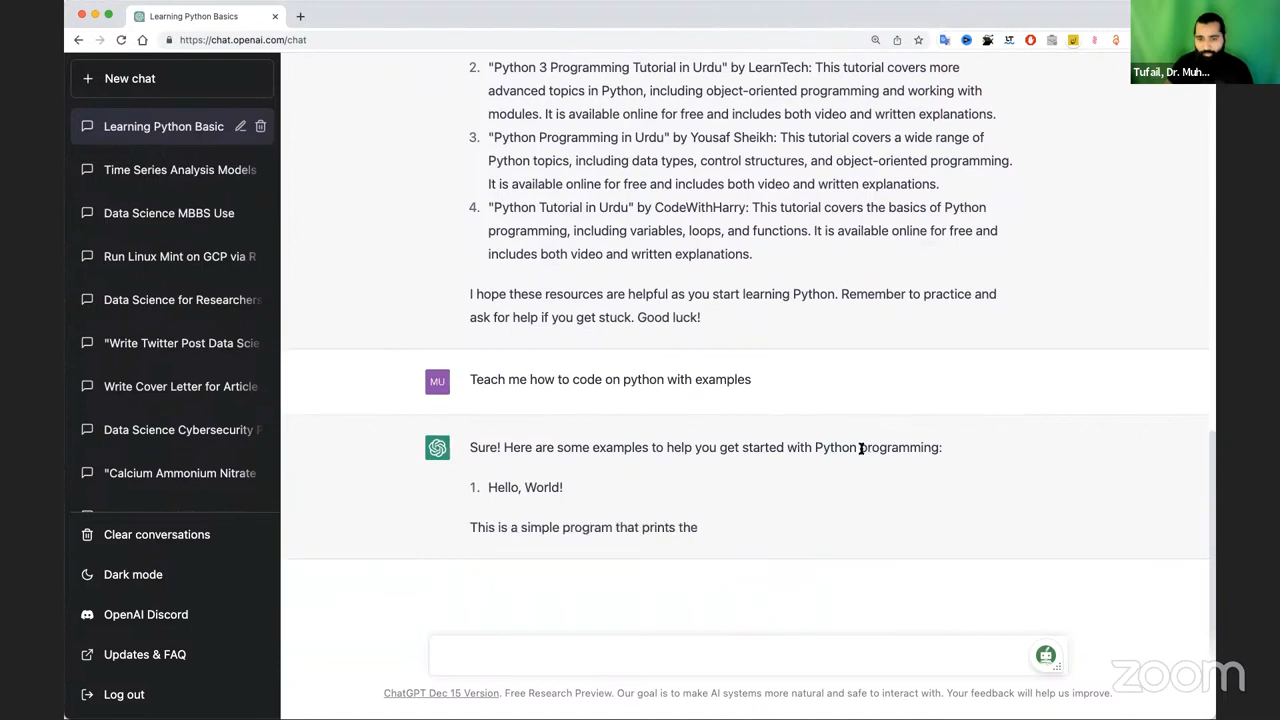 Learning Python Basics
https://chat.openai.com/chat
Tufail, Dr. Muh...
New chat
Learning Python Basic
Time Series Analysis Models
Data Science MBBS Use
Run Linux Mint on GCP via R
Data Science for Researchers
"Write Twitter Post Data Scie
Write Cover Letter for Article
Data Science Cybersecurity P
"Calcium Ammonium Nitrate
Clear conversations
Dark mode
OpenAI Discord
Updates & FAQ
Log out
2. "Python 3 Programming Tutorial in Urdu" by LearnTech: This tutorial covers more
advanced topics in Python, including object-oriented programming and working with
modules. It is available online for free and includes both video and written explanations.
3. "Python Programming in Urdu" by Yousaf Sheikh: This tutorial covers a wide range of
Python topics, including data types, control structures, and object-oriented programming.
It is available online for free and includes both video and written explanations.
4. "Python Tutorial in Urdu" by CodeWithHarry: This tutorial covers the basics of Python
programming, including variables, loops, and functions. It is available online for free and
includes both video and written explanations.
I hope these resources are helpful as you start learning Python. Remember to practice and
ask for help if you get stuck. Good luck!
MU
Teach me how to code on python with examples
Sure! Here are some examples to help you get started with Python programming:
1. Hello, World!
This is a simple program that prints the
ChatGPT Dec 15 Version. Free Research Preview. Our goal is to make AI systems more natural and safe to interact with. Your feedback will help us improve.
zoom